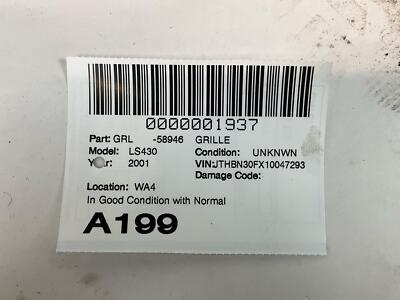 0000001937
Part: GRL -58946 GRILLE
Model: LS430 Condition: UNKNWN
Year: 2001 VIN: JTHBN30FX10047293
Damage Code:
Location: WA4
In Good Condition with Normal
A199